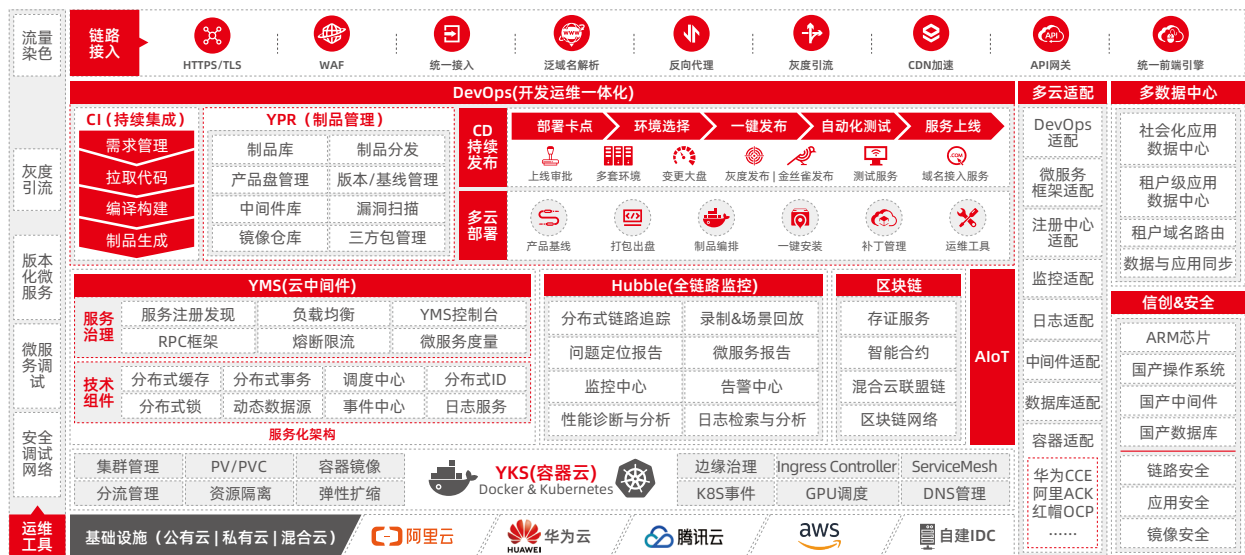 流量
染色
灰度
引流
版本
化微
服务
微服
务调
试
安全
调试
网络
运维
工具
链路
接入
HTTPS/TLS
WAF
统一接入
WWW
泛域名解析
反向代理
灰度引流
CDN加速
API
API网关
统一前端引擎
DevOps(开发运维一体化)
CI(持续集成)
需求管理
拉取代码
编译构建
制品生成
YPR(制品管理)
制品库
制品分发
产品盘管理
版本/基线管理
中间件库
漏洞扫描
镜像仓库
三方包管理
CD
持续
发布
部署卡点
环境选择
一键发布
自动化测试
服务上线
上线审批
多套环境
变更大盘
灰度发布|金丝雀发布
测试服务
COM
域名接入服务
多云
部署
产品基线
打包出盘
制品编排
一键安装
补丁管理
运维工具
YMS(云中间件)
服务
治理
服务注册发现
负载均衡
YMS控制台
RPC框架
熔断限流
微服务度量
技术
组件
分布式缓存
分布式事务
调度中心
分布式ID
分布式锁
动态数据源
事件中心
日志服务
服务化架构
Hubble(全链路监控)
分布式链路追踪
录制&场景回放
问题定位报告
微服务报告
监控中心
告警中心
性能诊断与分析
日志检索与分析
区块链
存证服务
智能合约
混合云联盟链
区块链网络
AIoT
集群管理
PV/PVC
容器镜像
分流管理
资源隔离
弹性扩缩
YKS(容器云)
Docker & Kubernetes
边缘治理
Ingress Controller
ServiceMesh
K8S事件
GPU调度
DNS管理
基础设施(公有云|私有云|混合云)
阿里云
HUAWEI
华为云
腾讯云
aws
自建IDC
多云适配
DevOps
适配
微服务
框架适配
注册中心
适配
监控适配
日志适配
中间件适配
数据库适配
容器适配
华为CCE
阿里ACK
红帽OCP
……
多数据中心
社会化应用
数据中心
租户级应用
数据中心
租户域名路由
数据与应用同步
信创&安全
ARM芯片
国产操作系统
国产中间件
国产数据库
链路安全
应用安全
镜像安全